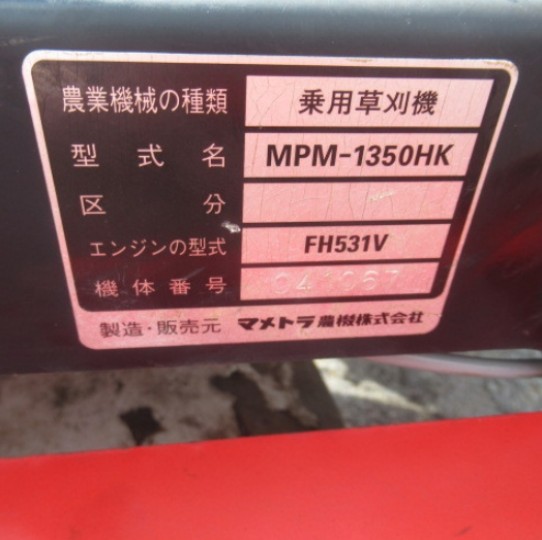 農業機械の種類 乗用草刈機
型式名 MPM-1350HK
区分
エンジンの型式 FH531V
機体番号
製造・販売元 マメトラ農機株式会社